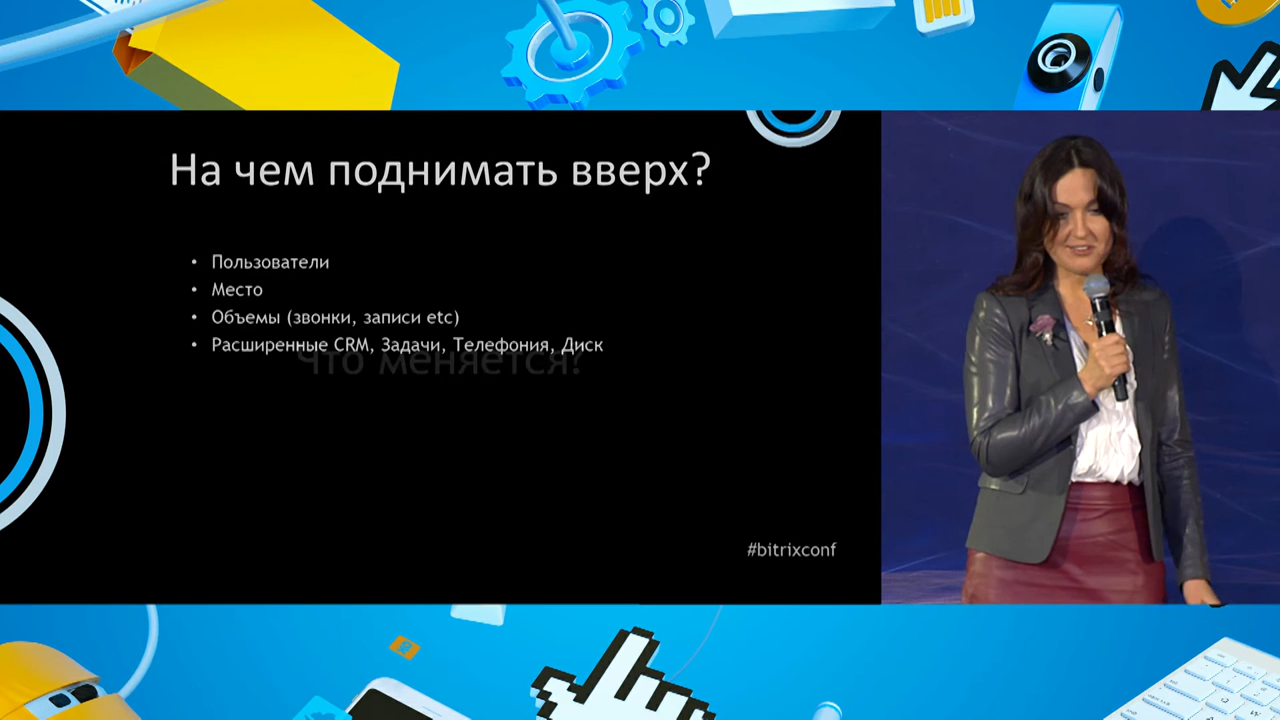 На чем поднимать вверх?
• Пользователи
• Место
• Объемы (звонки, записи etc)
• Расширенные CRM, Задачи, Телефония, Диск
Что меняется?
#bitrixconf